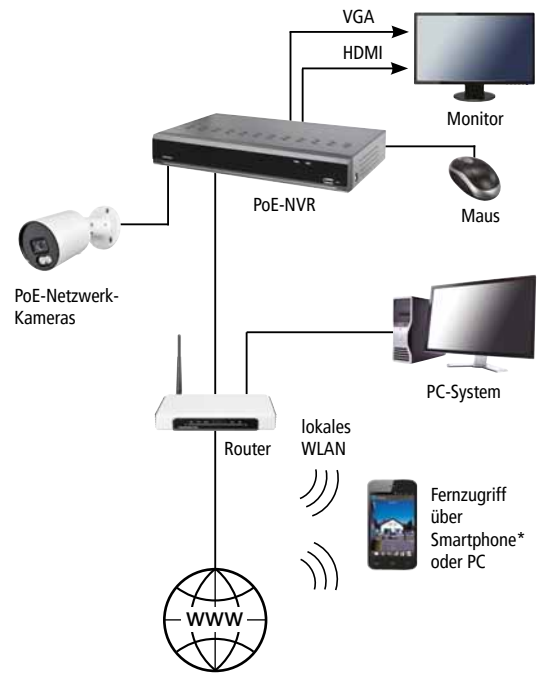 VGA
HDMI
Monitor
PoE-NVR
Maus
PoE-Netzwerk-
Kameras
PC-System
lokales
WLAN
Router
Fernzugriff
über
Smartphone*
oder PC
WWW